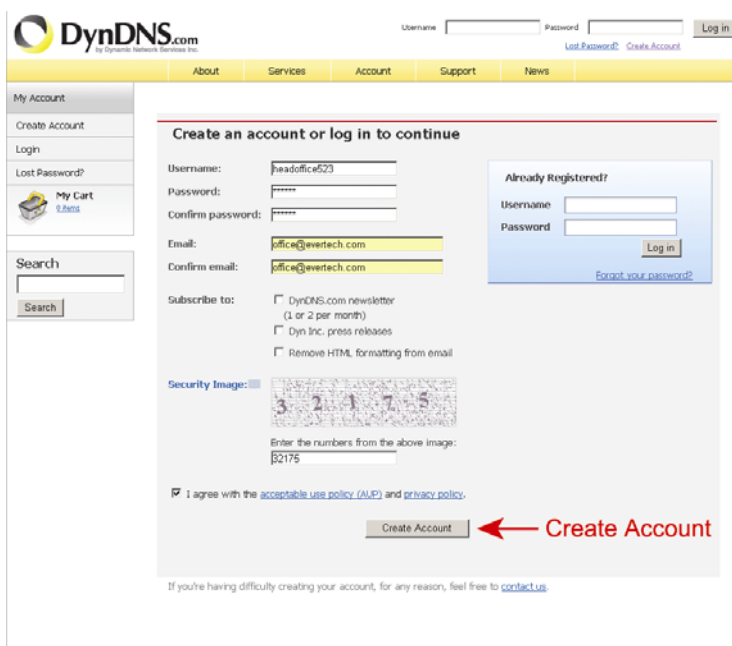 DynDNS.com
by Dynamic Network Services Inc.
Username
Password
Log in
Lost Password? Create Account
About Services Account Support News
My Account
Create Account
Login
Lost Password?
My Cart
0 items
Search
Search
Create an account or log in to continue
Username: headoffice523
Password: ******
Confirm password: ******
Email: office@evertech.com
Confirm email: office@evertech.com
Subscribe to:
DynDNS.com newsletter
(1 or 2 per month)
Dyn Inc. press releases
Remove HTML formatting from email
Security Image:
3 2 1 7 5
Enter the numbers from the above image:
32175
I agree with the acceptable use policy (AUP) and privacy policy.
Create Account
Create Account
Already Registered?
Username
Password
Log in
Forgot your password?
If you're having difficulty creating your account, for any reason, feel free to contact us.